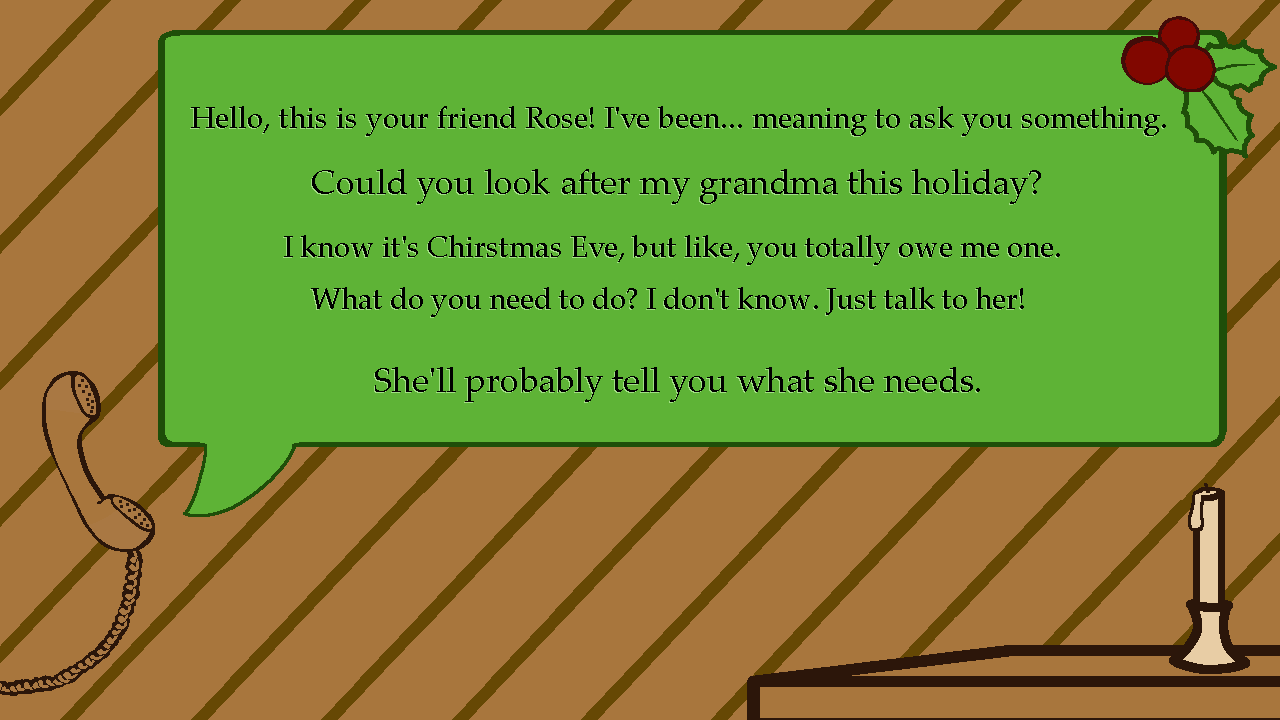 Hello, this is your friend Rose! I've been... meaning to ask you something.
Could you look after my grandma this holiday?
I know it's Chirstmas Eve, but like, you totally owe me one.
What do you need to do? I don't know. Just talk to her!
She'll probably tell you what she needs.